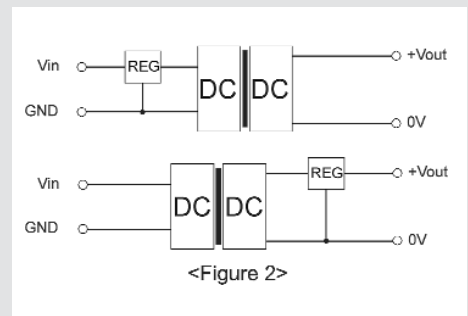 +Vout
Vin REG
DC DC
GND 0V
Vin REG +Vout
DC DC
GND 0V
<Figure 2>